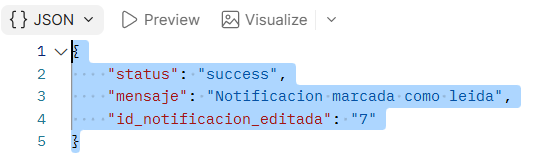 {} JSON Preview Visualize
1 {
2 "status": "success",
3 "mensaje": "Notificacion marcada como leida",
4 "id_notificacion_editada": "7"
5 }